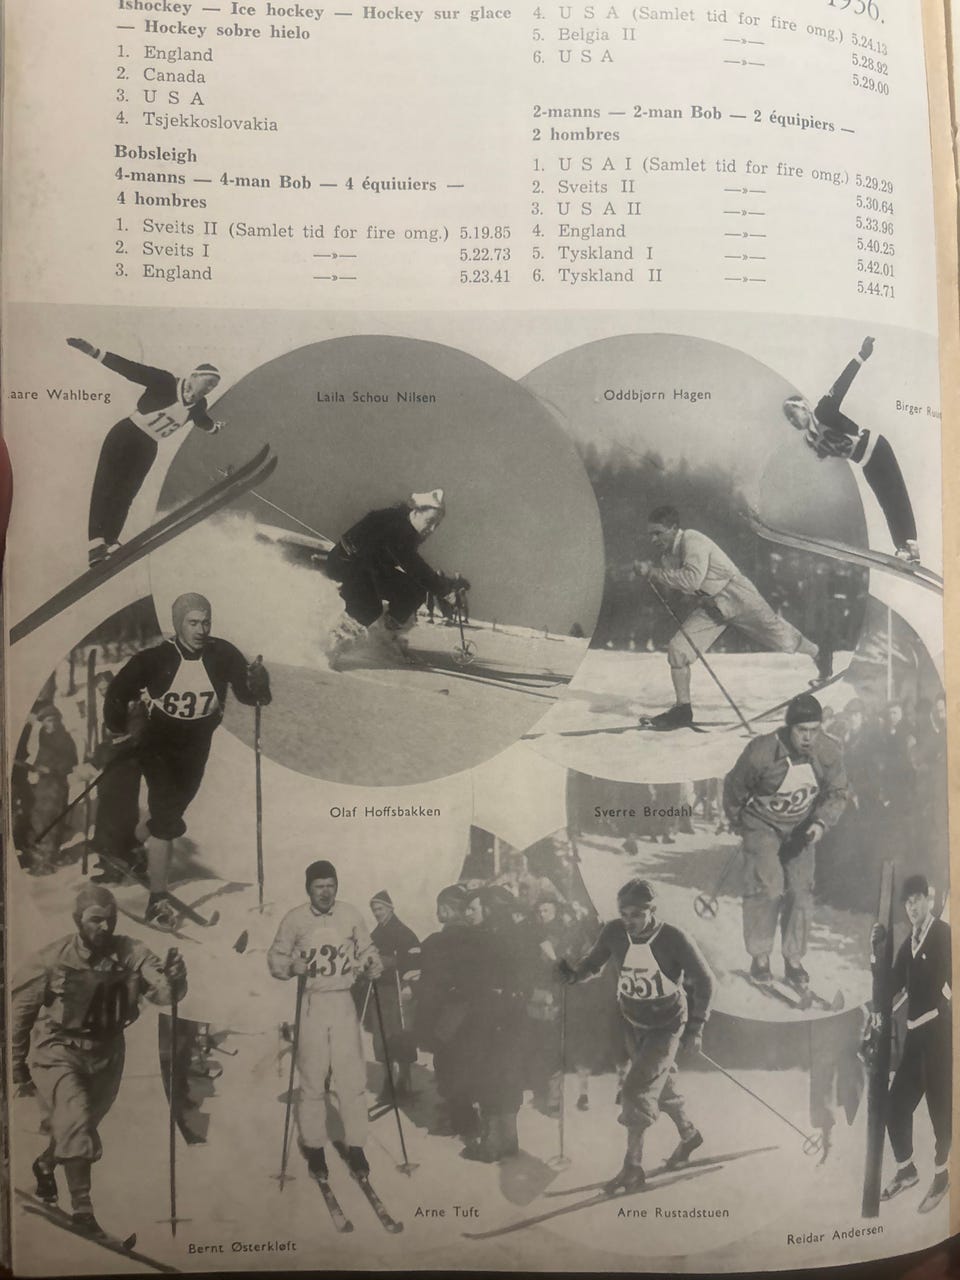 Ishockey — Ice hockey — Hockey sur glace
— Hockey sobre hielo
1. England
2. Canada
3. U S A
4. Tsjekkoslovakia
Bobsleigh
4-manns — 4-man Bob — 4 équiuiers —
4 hombres
1. Sveits II (Samlet tid for fire omg.) 5.19.85
2. Sveits I —»— 5.22.73
3. England —»— 5.23.41
1936.
4. U S A (Samlet tid for fire omg.) 5.24.13
5. Belgia II —»— 5.28.92
6. U S A —»— 5.29.00
2-manns — 2-man Bob — 2 équipiers —
2 hombres
1. U S A I (Samlet tid for fire omg.) 5.29.29
2. Sveits II —»— 5.30.64
3. U S A II —»— 5.33.96
4. England 5.40.25
5. Tyskland I —»— 5.42.01
6. Tyskland II —»— 5.44.71
aare Wahlberg
Laila Schou Nilsen
Oddbjørn Hagen
Birger
173
637
Olaf Hoffsbakken
Sverre Brodahl
432
551
Arne Tuft
Arne Rustadstuen
Reidar Andersen
Bernt Østerkløft